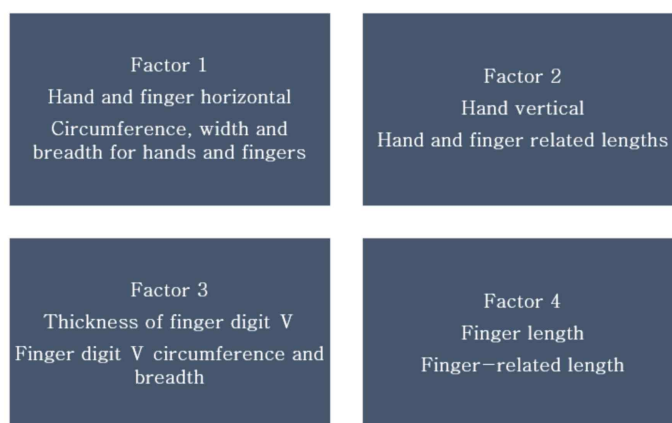 Factor 1
Hand and finger horizontal
Circumference, width and
breadth for hands and fingers
Factor 2
Hand vertical
Hand and finger related lengths
Factor 3
Thickness of finger digit V
Finger digit V circumference and
breadth
Factor 4
Finger length
Finger-related length